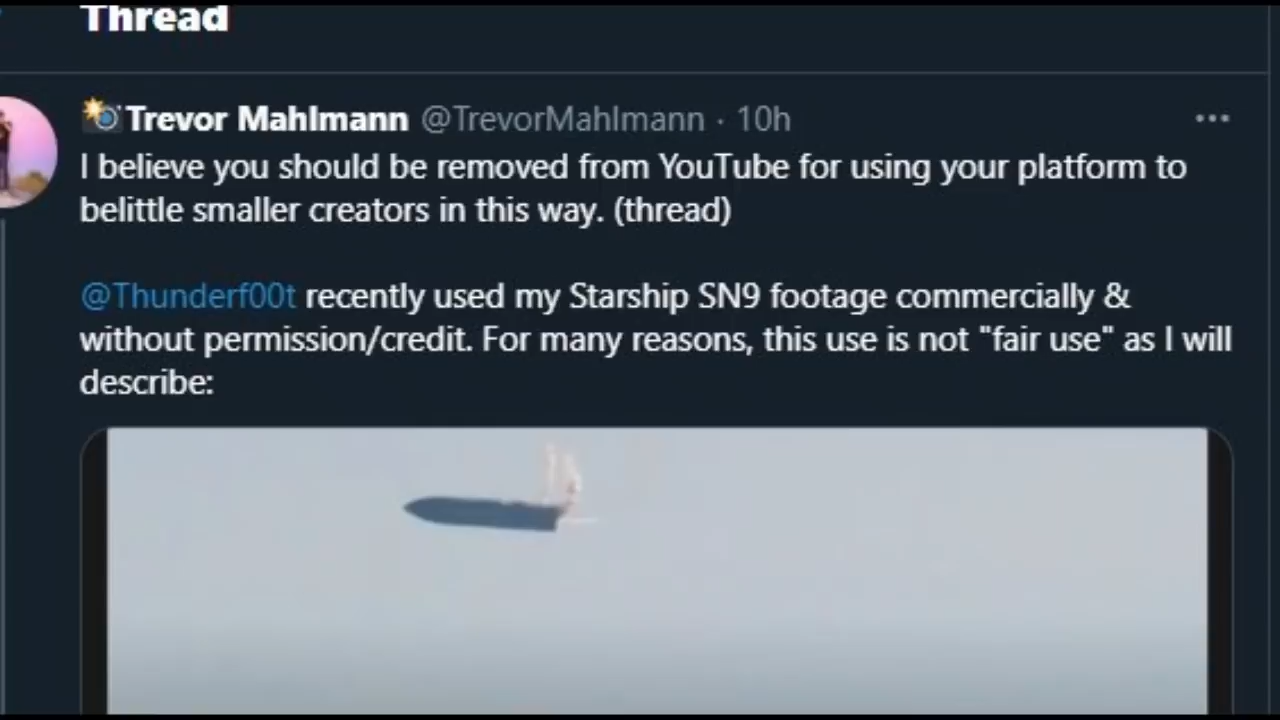 Thread
Trevor Mahlmann @TrevorMahlmann · 10h
I believe you should be removed from YouTube for using your platform to
belittle smaller creators in this way. (thread)
@Thunderf00t recently used my Starship SN9 footage commercially &
without permission/credit. For many reasons, this use is not "fair use" as I will
describe: